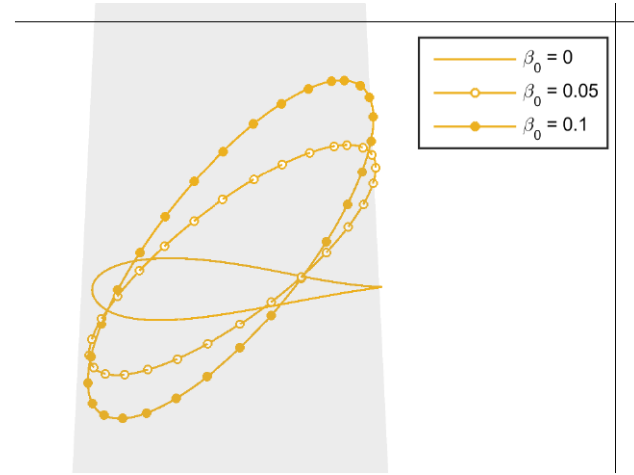 β₀ = 0
β₀ = 0.05
β₀ = 0.1